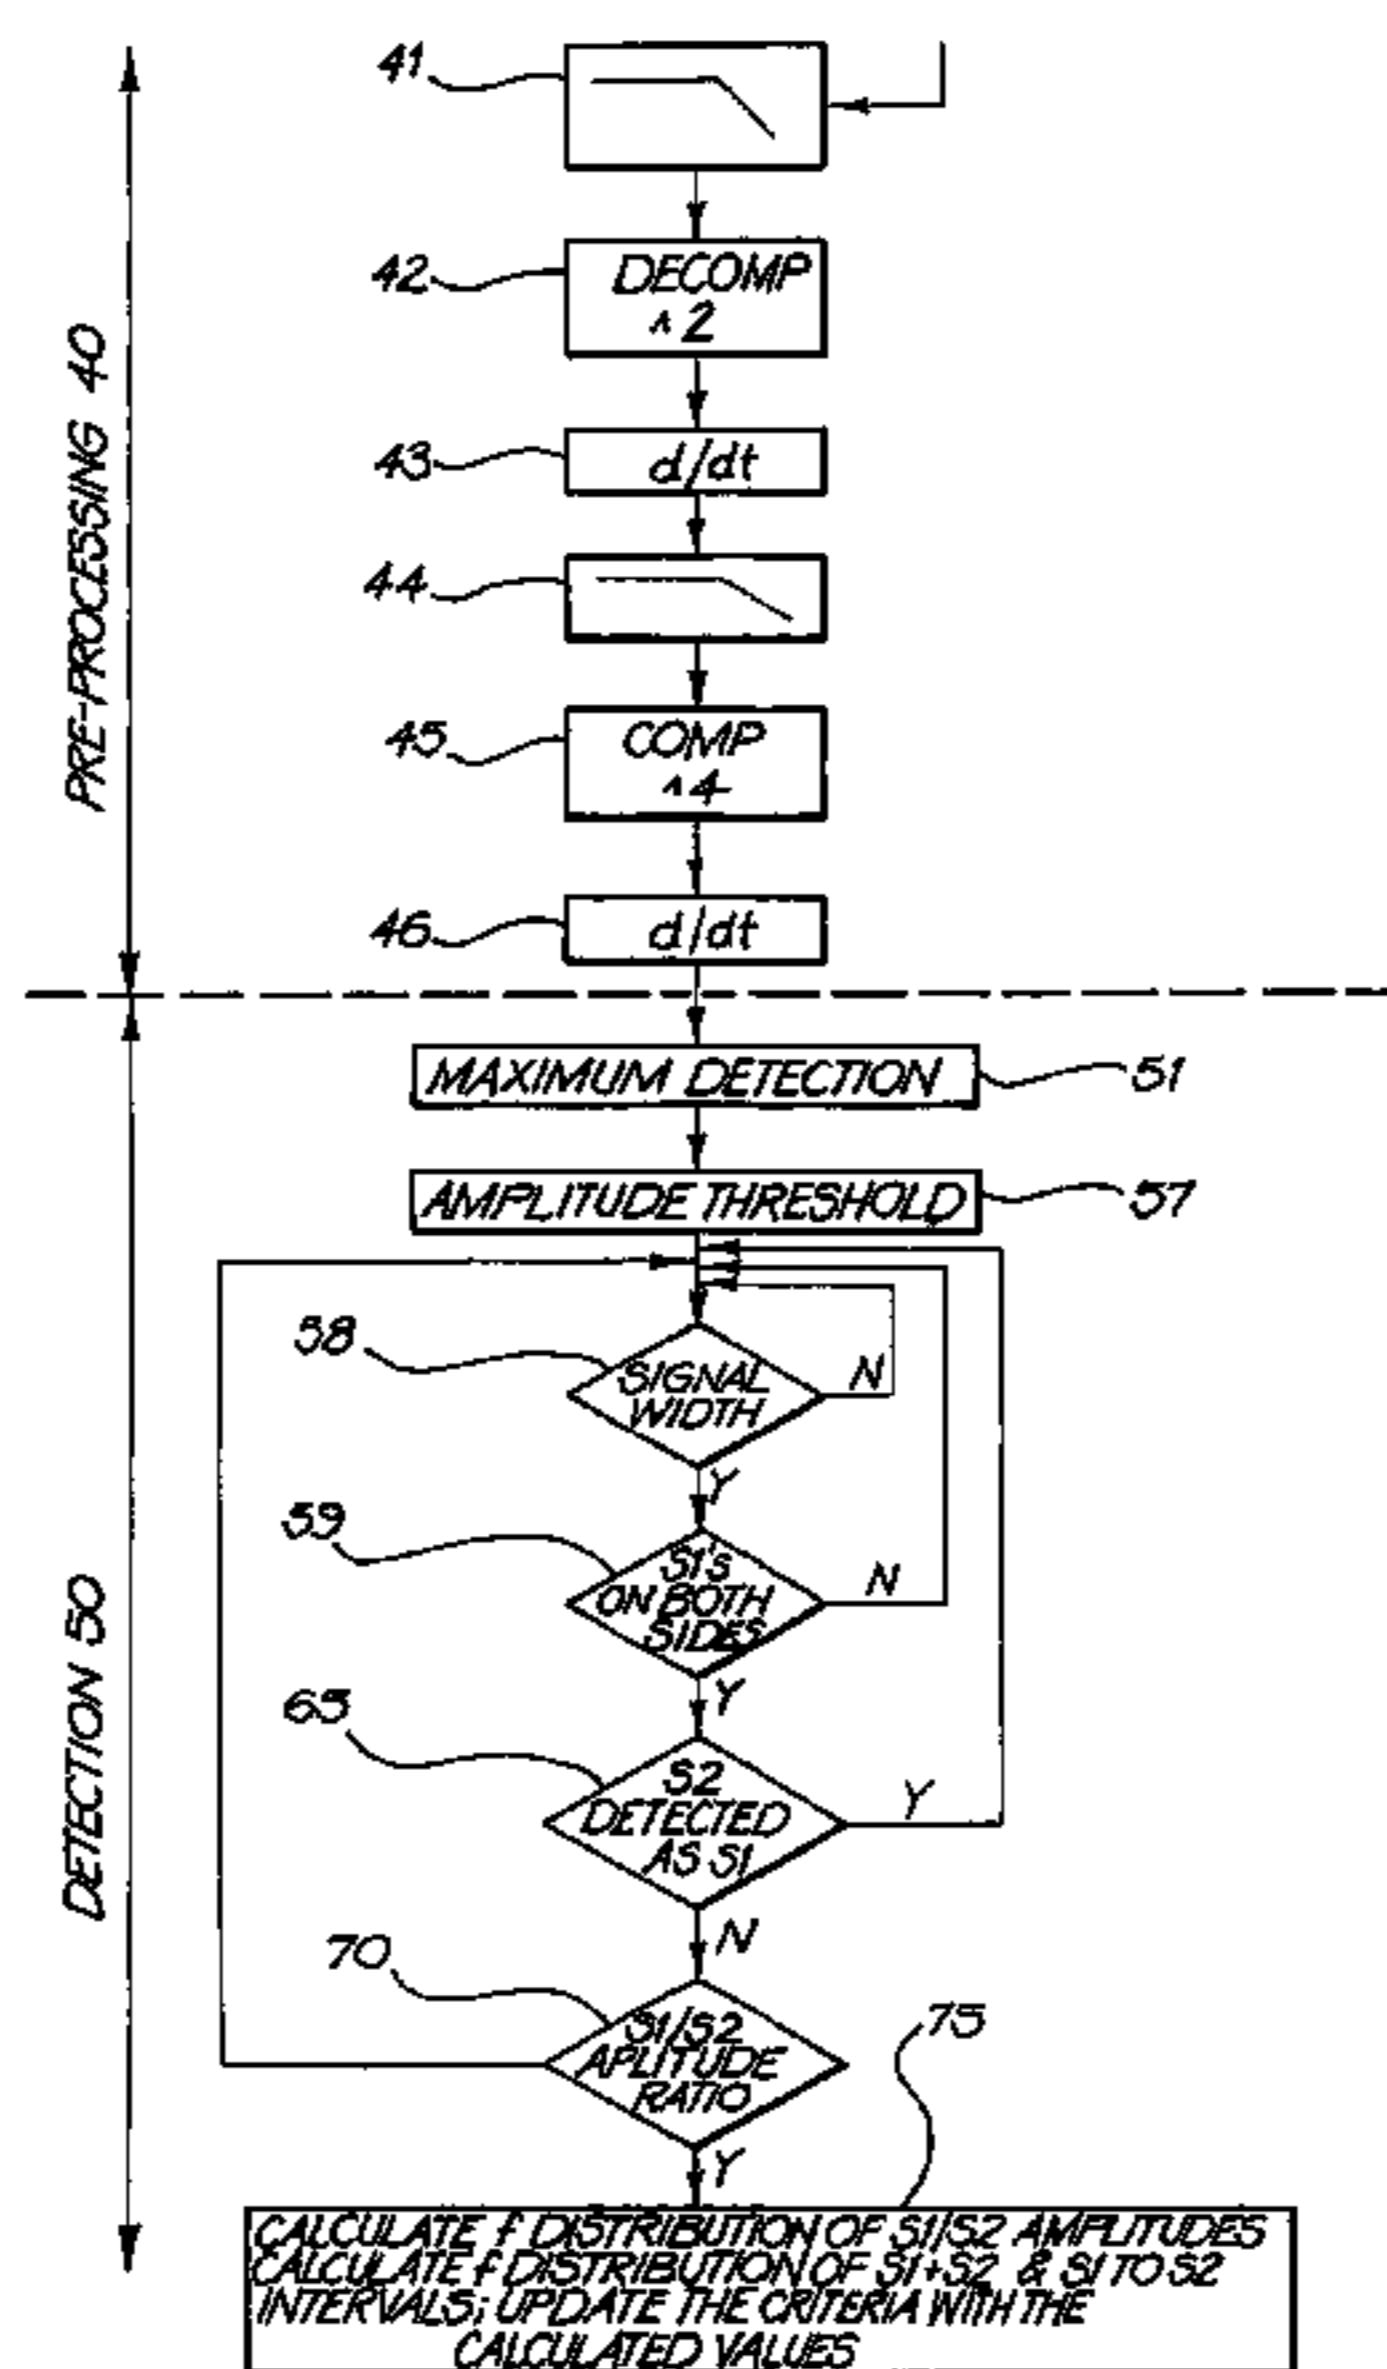 PRE-PROCESSING 40
41
42
DECOMP
^2
43
d/dt
44
45
COMP
^4
46
d/dt
DETECTION 50
MAXIMUM DETECTION
51
AMPLITUDE THRESHOLD
57
58
SIGNAL
WIDTH
N
Y
59
S1'S
ON BOTH
SIDES
N
Y
65
S2
DETECTED
AS S1
Y
N
70
S1/S2
APLITUDE
RATIO
Y
75
CALCULATE f DISTRIBUTION OF S1/S2 AMPLITUDES
CALCULATE f DISTRIBUTION OF S1+S2 & S1 TO S2
INTERVALS; UPDATE THE CRITERIA WITH THE
CALCULATED VALUES